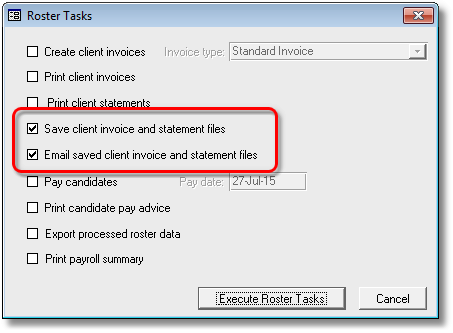 Roster Tasks
Create client invoices Invoice type: Standard Invoice
Print client invoices
Print client statements
Save client invoice and statement files
Email saved client invoice and statement files
Pay candidates Pay date: 27-Jul-15
Print candidate pay advice
Export processed roster data
Print payroll summary
Execute Roster Tasks Cancel